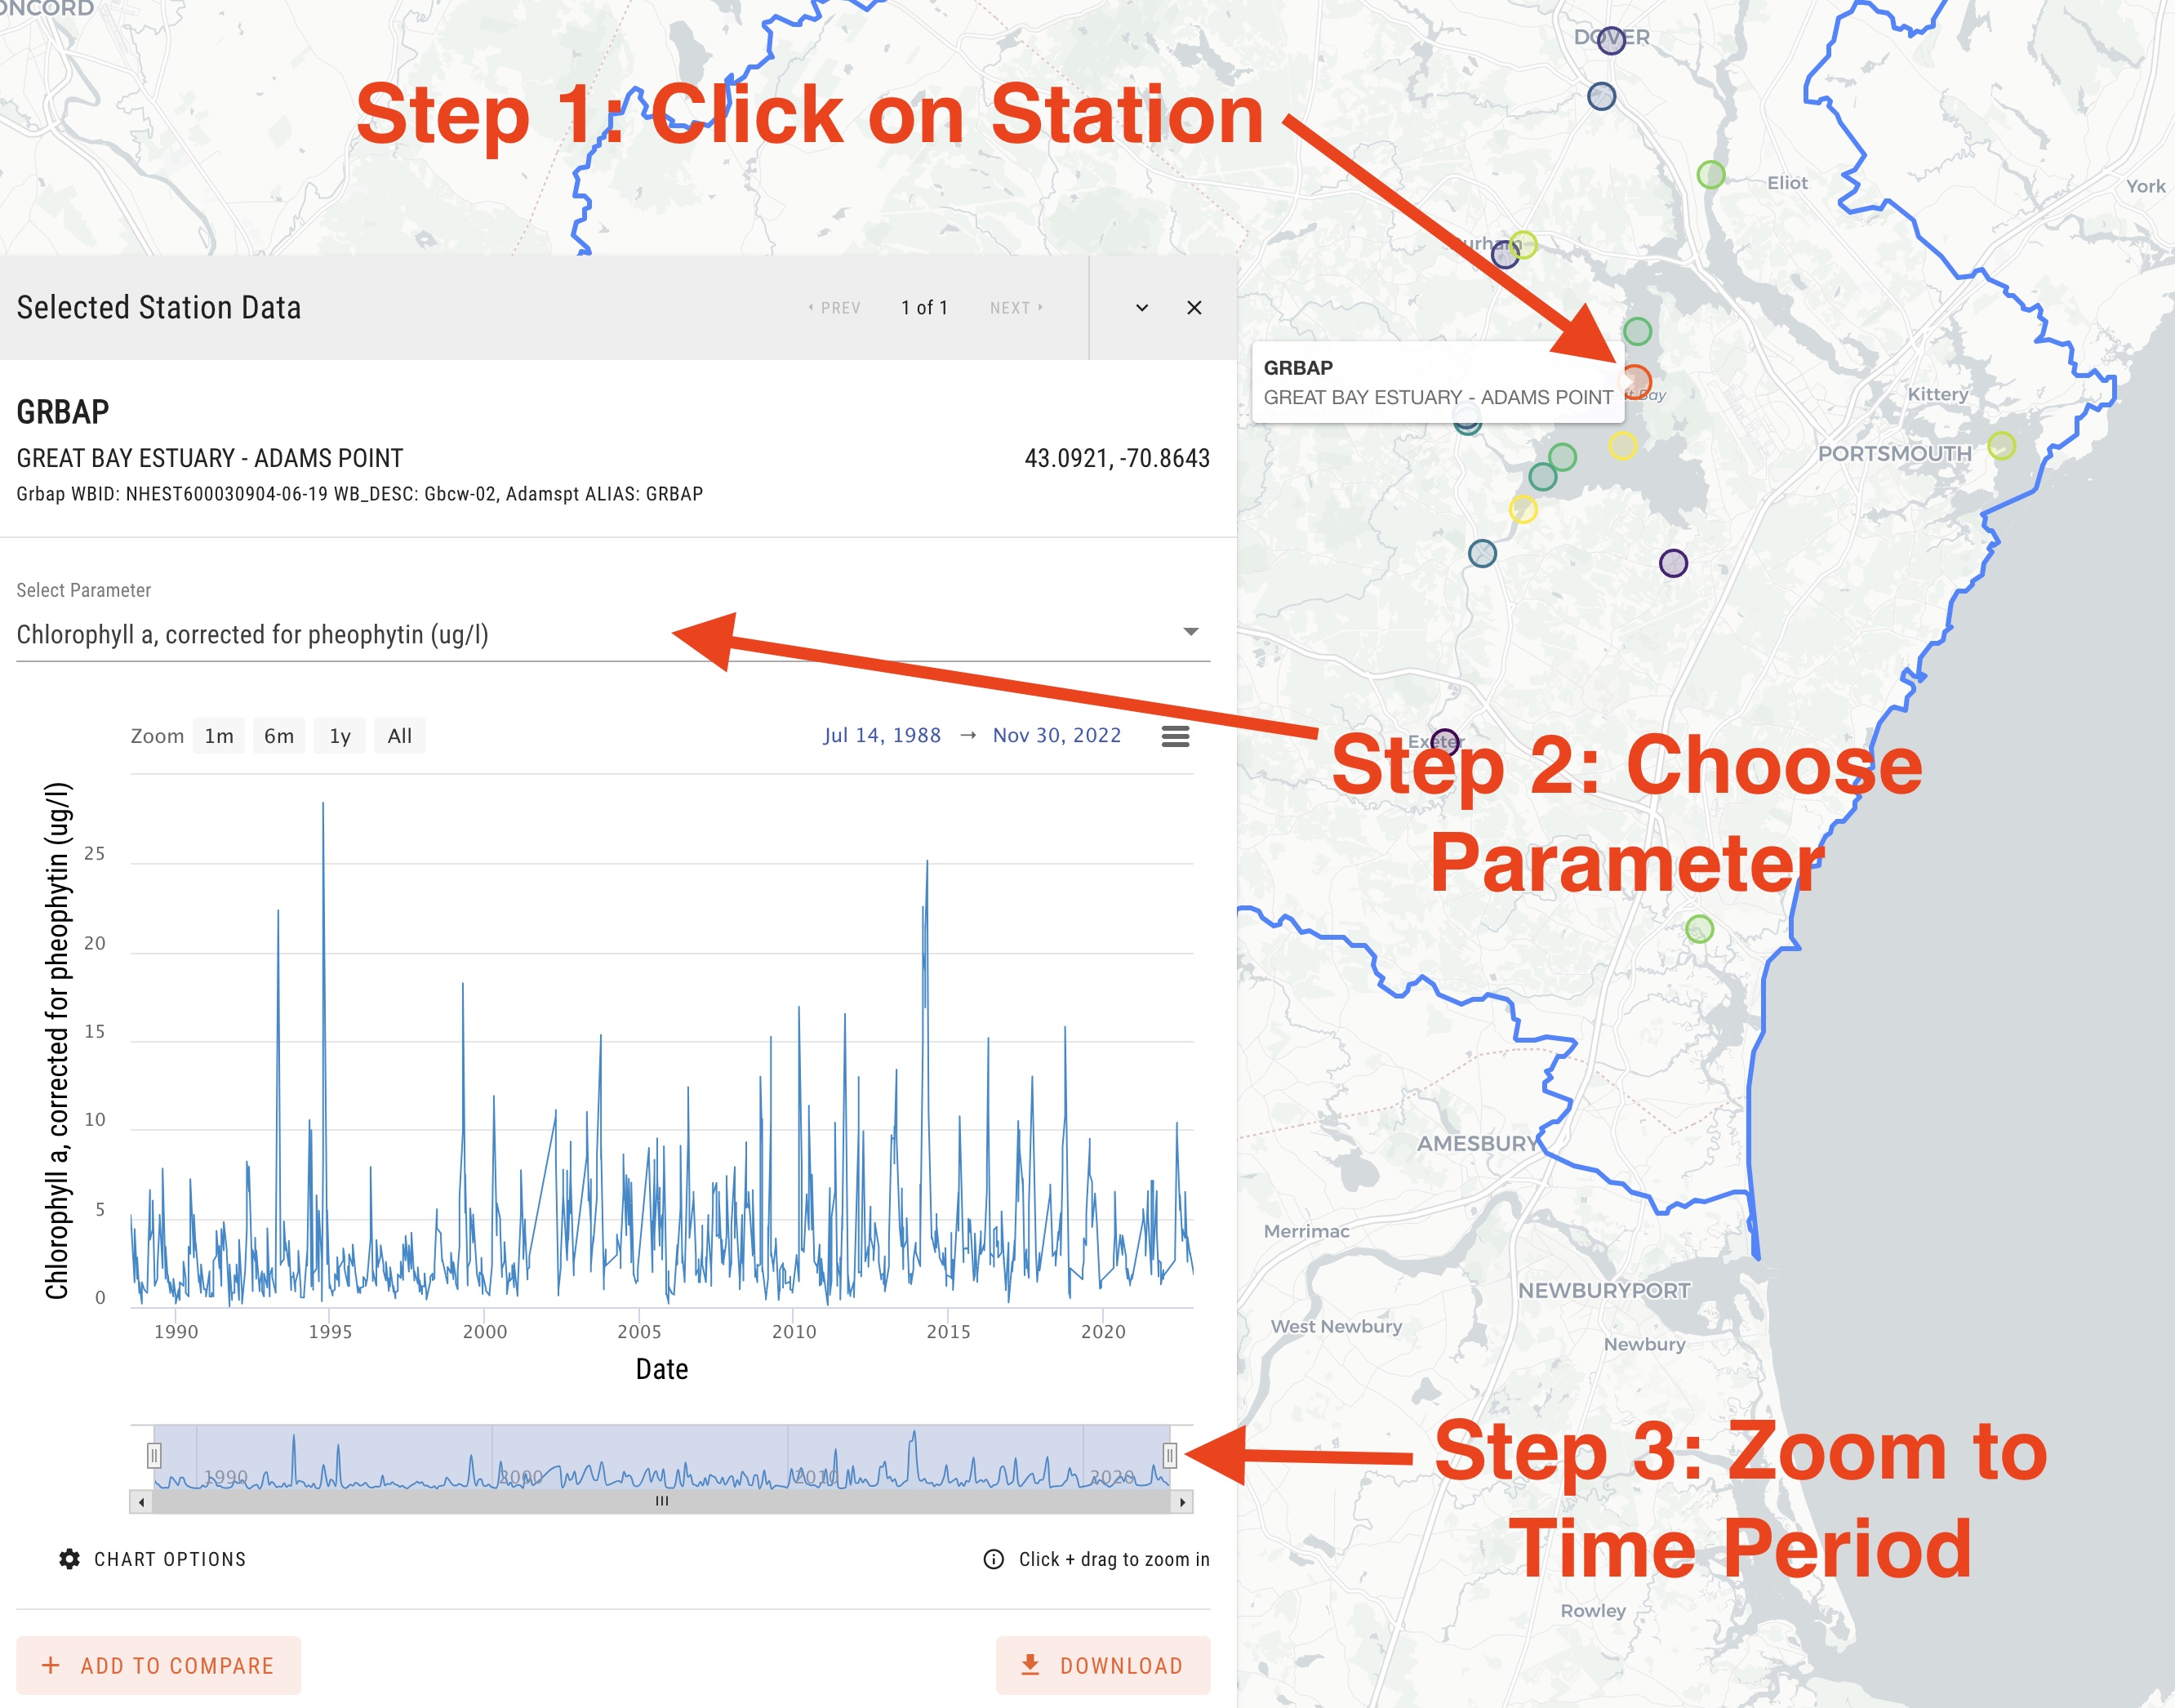 DOVER
Step 1: Click on Station
Eliot
York
Selected Station Data
PREV
1 of 1
NEXT
GRBAP
GREAT BAY ESTUARY - ADAMS POINT
Kittery
PORTSMOUTH
GRBAP
GREAT BAY ESTUARY - ADAMS POINT
43.0921, -70.8643
Grbap WBID: NHEST600030904-06-19 WB_DESC: Gbcw-02, Adamspt ALIAS: GRBAP
Select Parameter
Chlorophyll a, corrected for pheophytin (ug/l)
Zoom
1m
6m
1y
All
Jul 14, 1988 → Nov 30, 2022
Exeter
Step 2: Choose
Parameter
Chlorophyll a, corrected for pheophytin (ug/l)
25
20
15
10
5
0
1990
1995
2000
2005
2010
2015
2020
Date
AMESBURY
Merrimac
NEWBURYPORT
West Newbury
Newbury
1990
2000
2010
2020
Step 3: Zoom to
Time Period
CHART OPTIONS
Click + drag to zoom in
Rowley
+ ADD TO COMPARE
DOWNLOAD